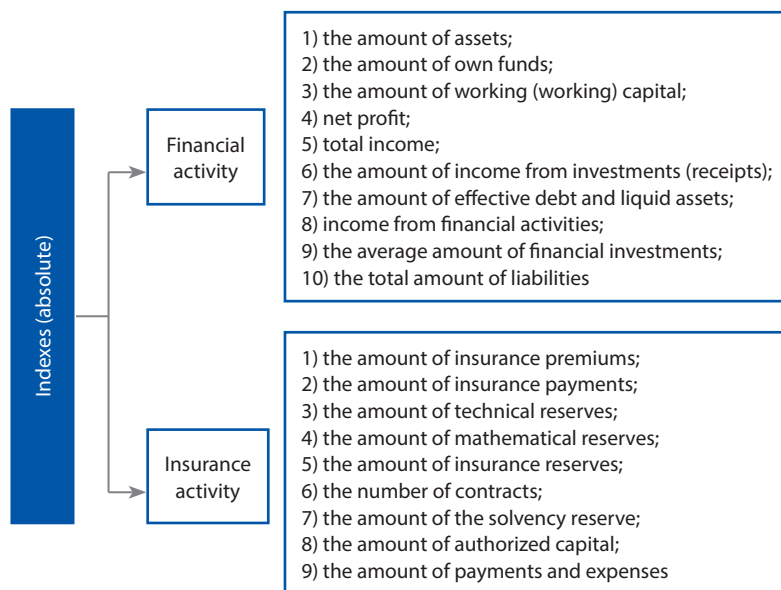 Indexes (absolute)
Financial
activity
1) the amount of assets;
2) the amount of own funds;
3) the amount of working (working) capital;
4) net profit;
5) total income;
6) the amount of income from investments (receipts);
7) the amount of effective debt and liquid assets;
8) income from financial activities;
9) the average amount of financial investments;
10) the total amount of liabilities
Insurance
activity
1) the amount of insurance premiums;
2) the amount of insurance payments;
3) the amount of technical reserves;
4) the amount of mathematical reserves;
5) the amount of insurance reserves;
6) the number of contracts;
7) the amount of the solvency reserve;
8) the amount of authorized capital;
9) the amount of payments and expenses